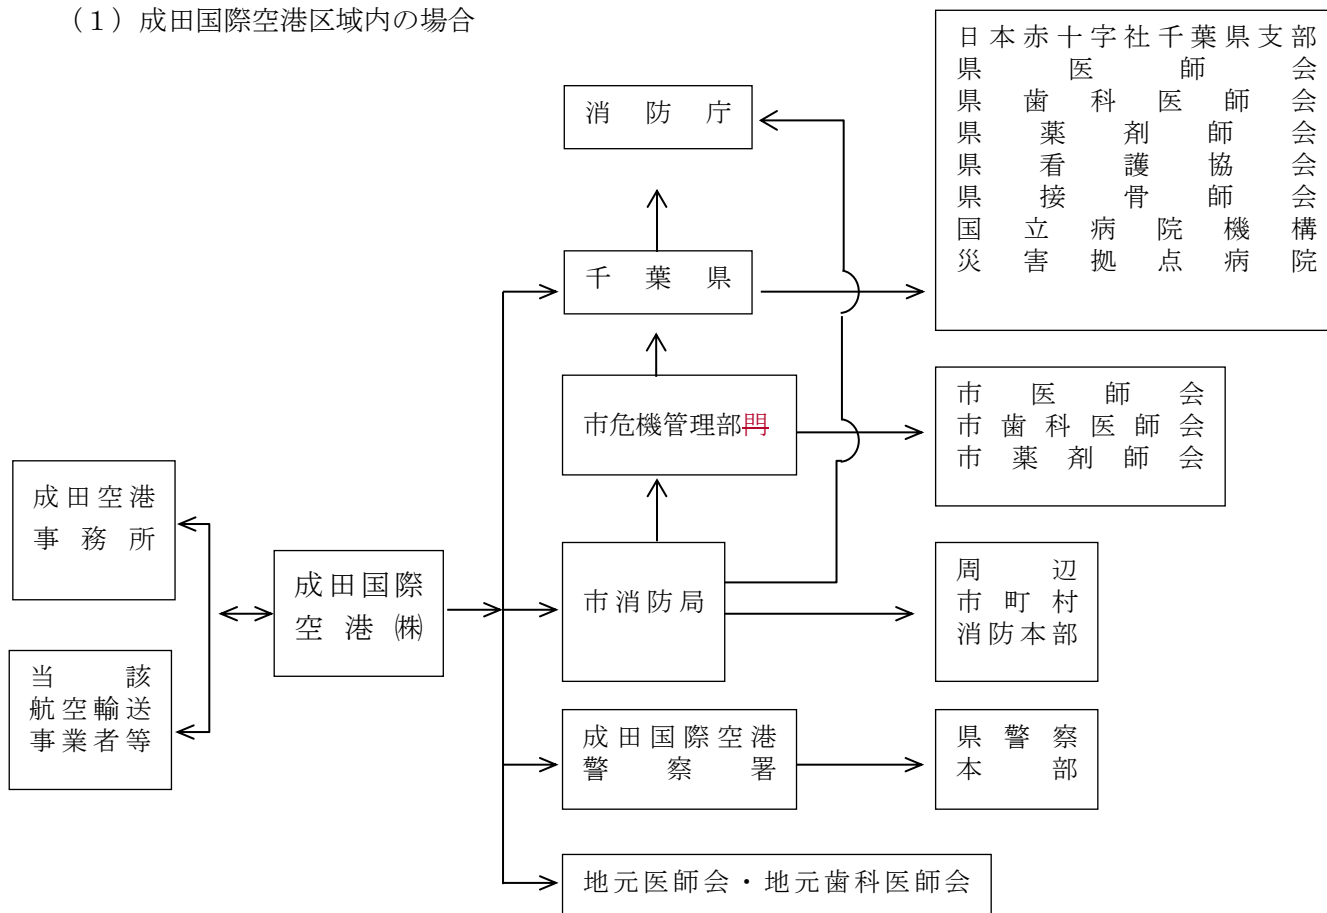 （１）成田国際空港区域内の場合
日本赤十字社千葉県支部
県医師会
県歯科医師会
県薬剤師会
県看護協会
県接骨師会
国立病院機構
災害拠点病院
消防庁
千葉県
市危機管理部門
市医師会
市歯科医師会
市薬剤師会
成田空港
事務所
成田国際
空港㈱
市消防局
周辺
市町村
消防本部
当該
航空輸送
事業者等
成田国際空港
警察署
県警察
本部
地元医師会・地元歯科医師会